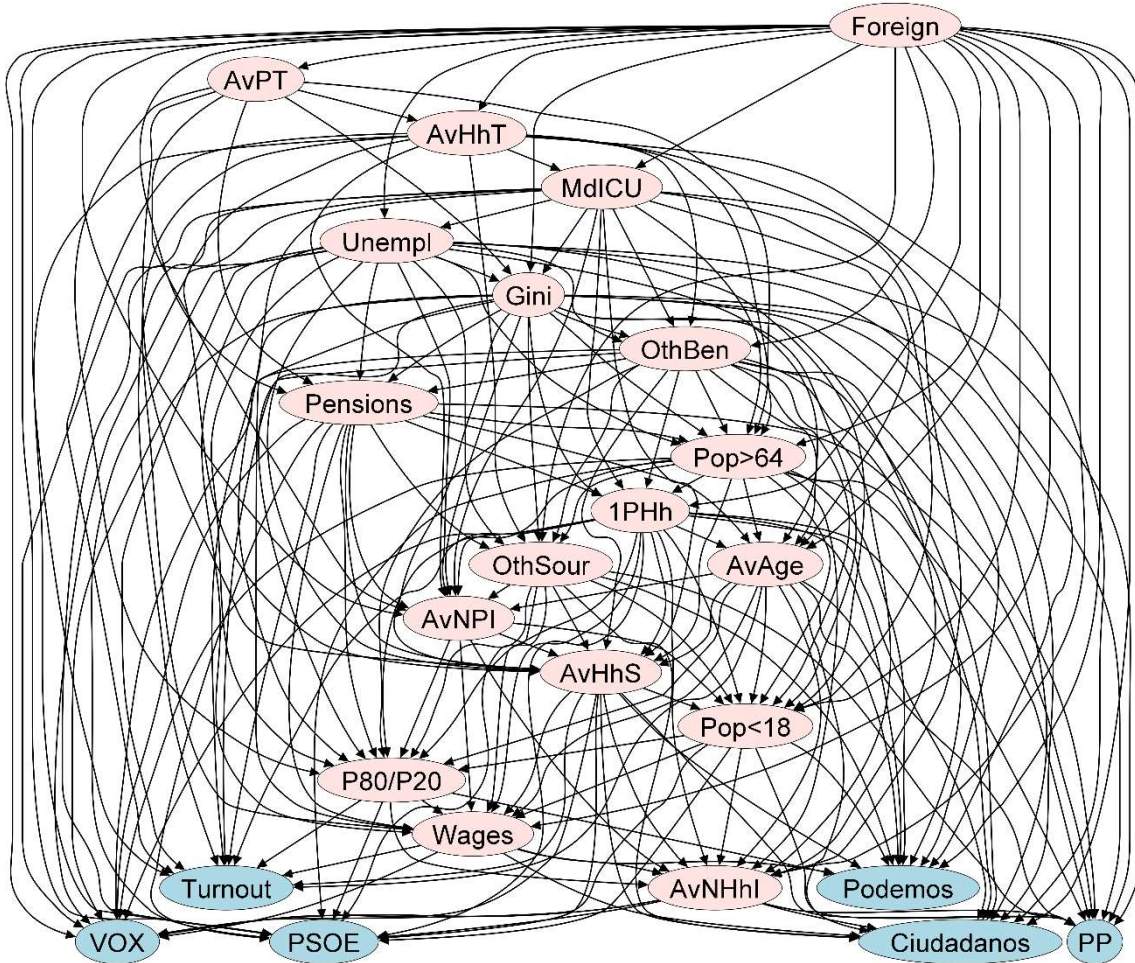 Foreign
AvPT
AvHhT
MdICU
Unempl
Gini
OthBen
Pensions
Pop>64
1PHh
OthSour
AvAge
AvNPI
AvHhS
Pop<18
P80/P20
Wages
Turnout
AvNHhI
Podemos
VOX
PSOE
Ciudadanos
PP